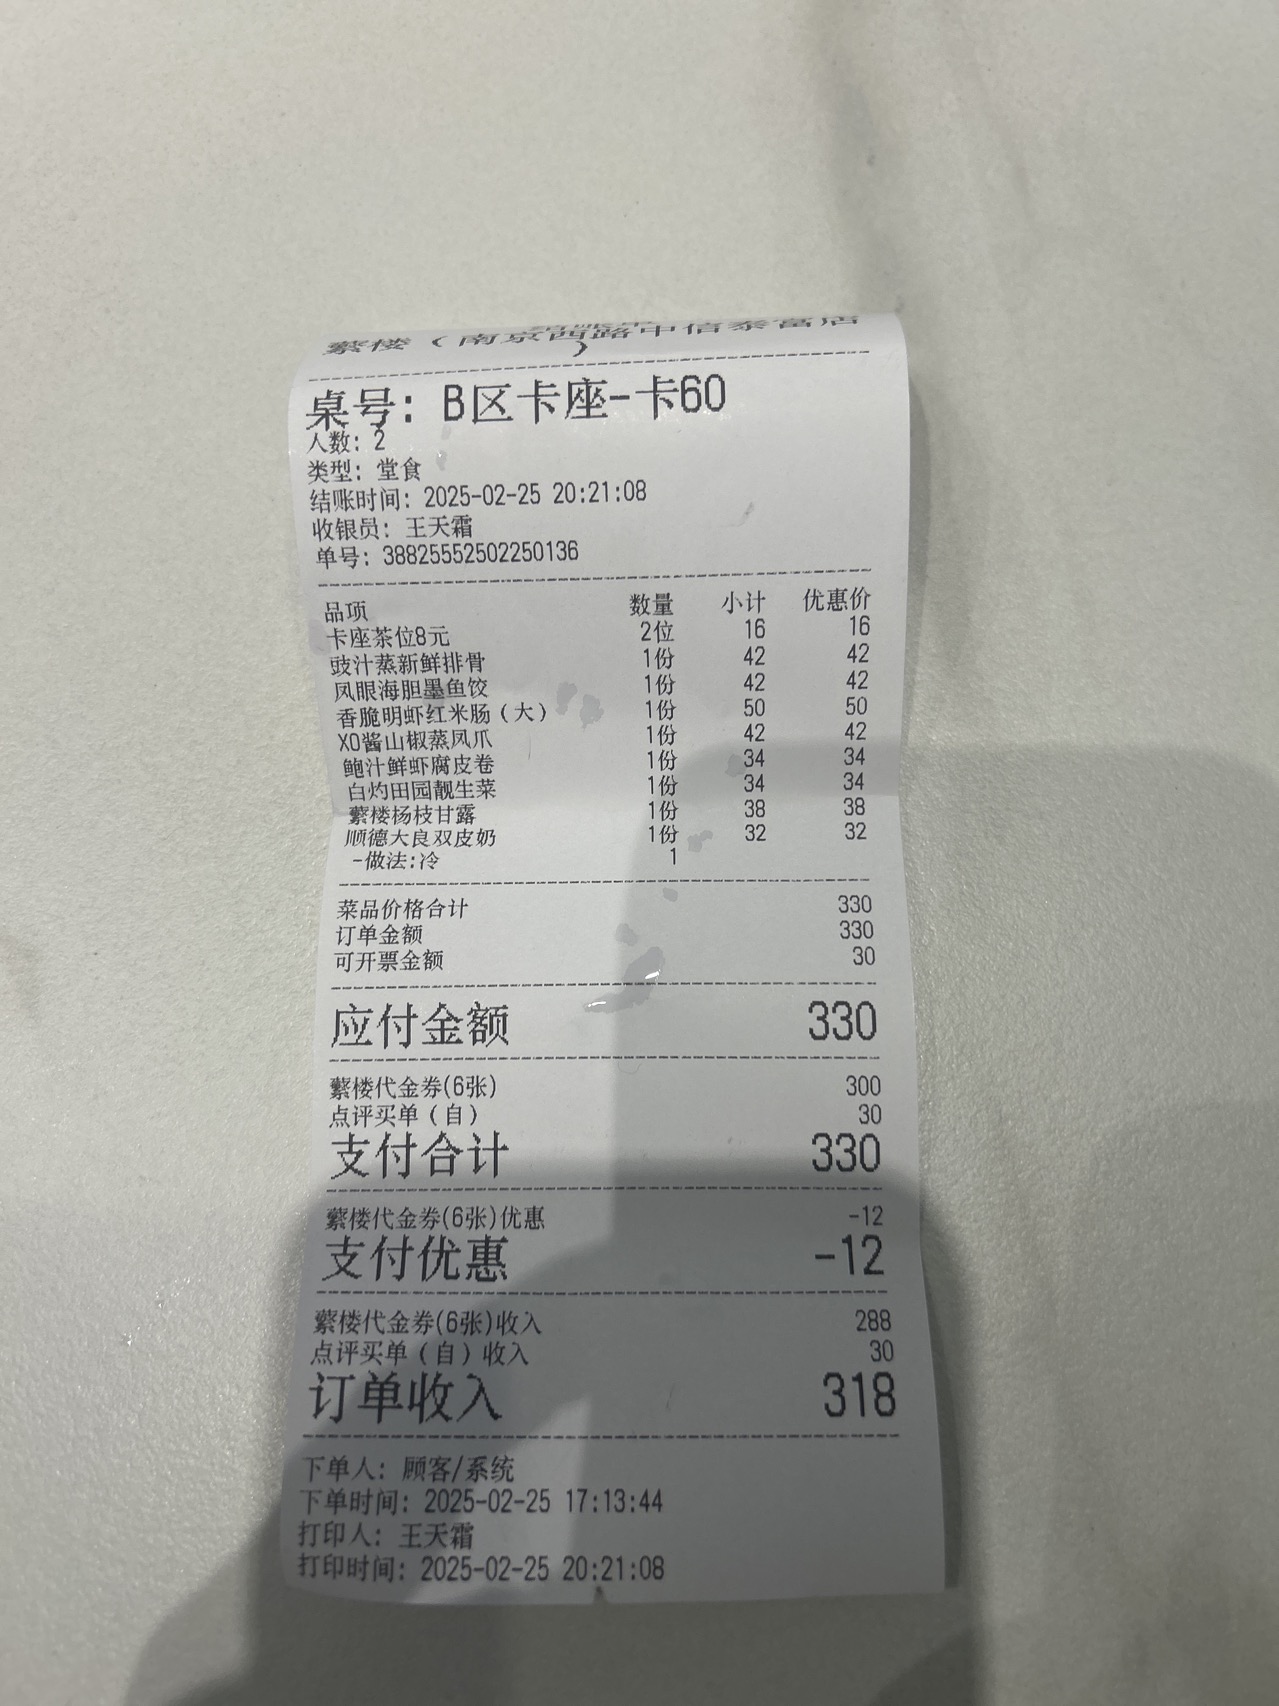 蘩楼（南京西路中信泰富店
）
桌号: B区卡座-卡60
人数: 2
类型: 堂食
结账时间: 2025-02-25 20:21:08
收银员: 王天霜
单号: 38825552502250136
品项 数量 小计 优惠价
卡座茶位8元 2位 16 16
豉汁蒸新鲜排骨 1份 42 42
凤眼海胆墨鱼饺 1份 42 42
香脆明虾红米肠（大） 1份 50 50
XO酱山椒蒸凤爪 1份 42 42
鲍汁鲜虾腐皮卷 1份 34 34
白灼田园靓生菜 1份 34 34
蘩楼杨枝甘露 1份 38 38
顺德大良双皮奶 1份 32 32
-做法:冷 1
菜品价格合计 330
订单金额 330
可开票金额 30
应付金额 330
蘩楼代金券(6张) 300
点评买单（自） 30
支付合计 330
蘩楼代金券(6张)优惠 -12
支付优惠 -12
蘩楼代金券(6张)收入 288
点评买单（自）收入 30
订单收入 318
下单人: 顾客/系统
下单时间: 2025-02-25 17:13:44
打印人: 王天霜
打印时间: 2025-02-25 20:21:08